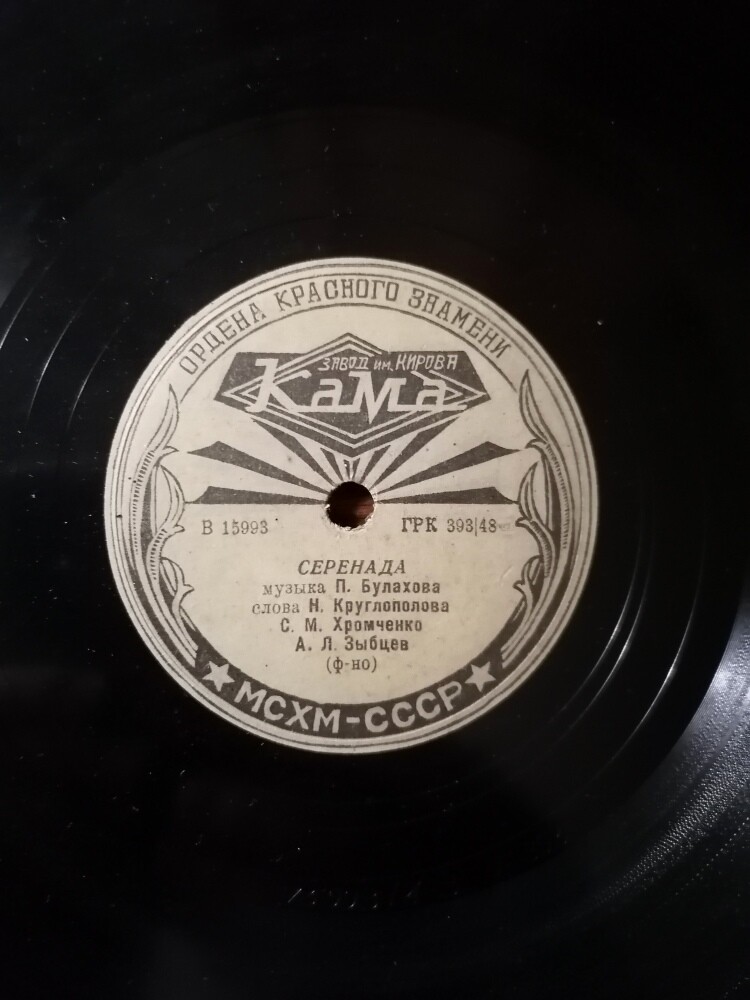 ОРДЕНА КРАСНОГО ЗНАМЕНИ
ЗАВОД им. КИРОВА
КаМа
В 15993 ГРК 393|48
СЕРЕНАДА
музыка П. Булахова
слова Н. Круглополова
С. М. Хромченко
А. Л. Зыбцев
(ф-но)
МСХМ-СССР